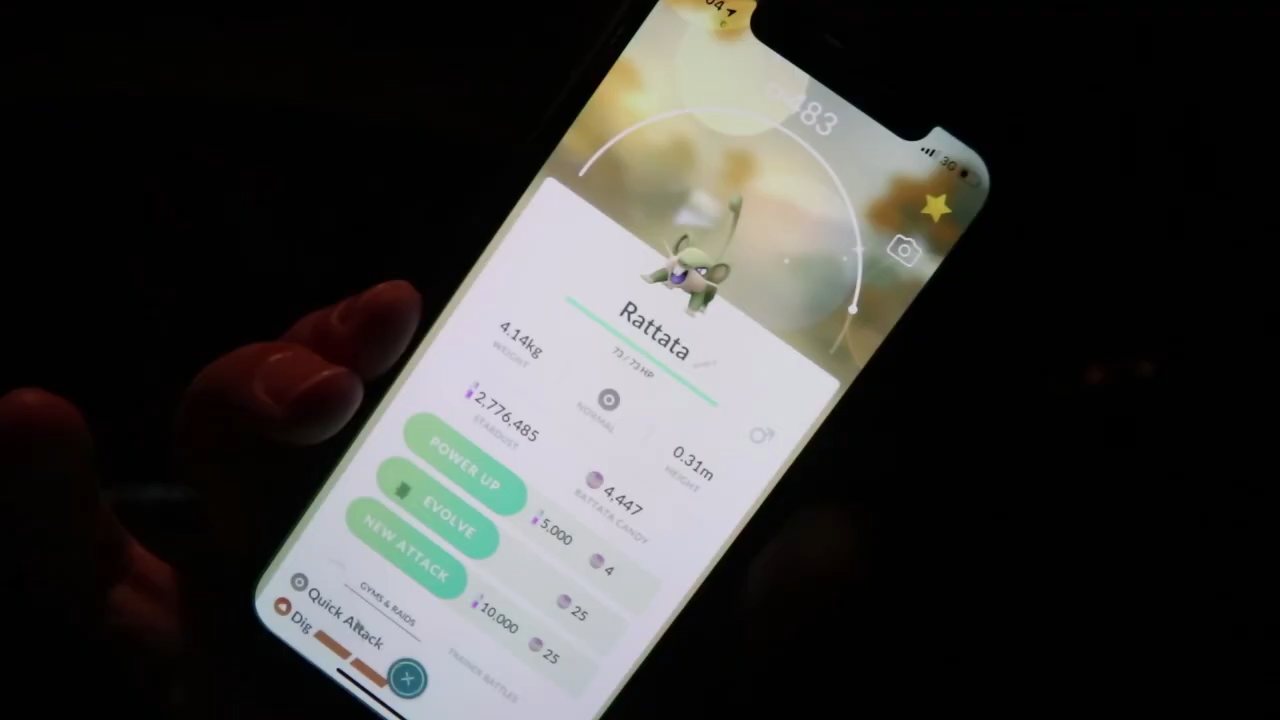 04
3G
483
Rattata
73 / 73 HP
4.14kg
WEIGHT
NORMAL
0.31m
HEIGHT
2,776,485
STARDUST
4,447
RATTATA CANDY
POWER UP
5,000
4
EVOLVE
25
NEW ATTACK
10,000
25
GYMS & RAIDS
TRAINER BATTLES
Quick Attack
Dig